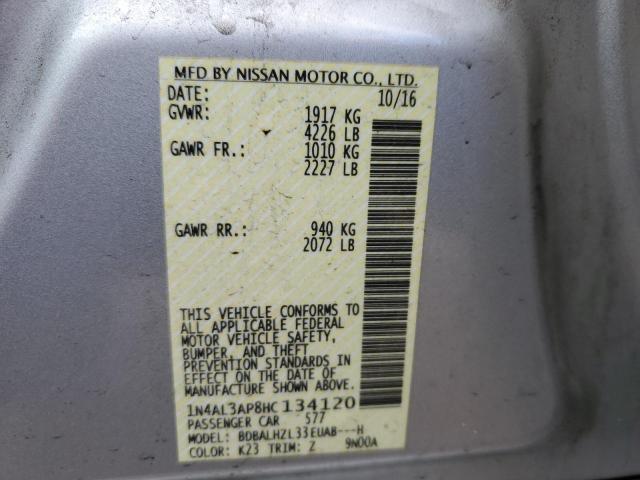 MFD BY NISSAN MOTOR CO., LTD.
DATE: 10/16
GVWR: 1917 KG
4226 LB
GAWR FR.: 1010 KG
2227 LB
GAWR RR.: 940 KG
2072 LB
THIS VEHICLE CONFORMS TO
ALL APPLICABLE FEDERAL
MOTOR VEHICLE SAFETY,
BUMPER, AND THEFT
PREVENTION STANDARDS IN
EFFECT ON THE DATE OF
MANUFACTURE SHOWN ABOVE.
1N4AL3AP8HC134120
PASSENGER CAR 577
MODEL: BDBALHZL33EUAB---H
COLOR: K23 TRIM: Z 9N00A